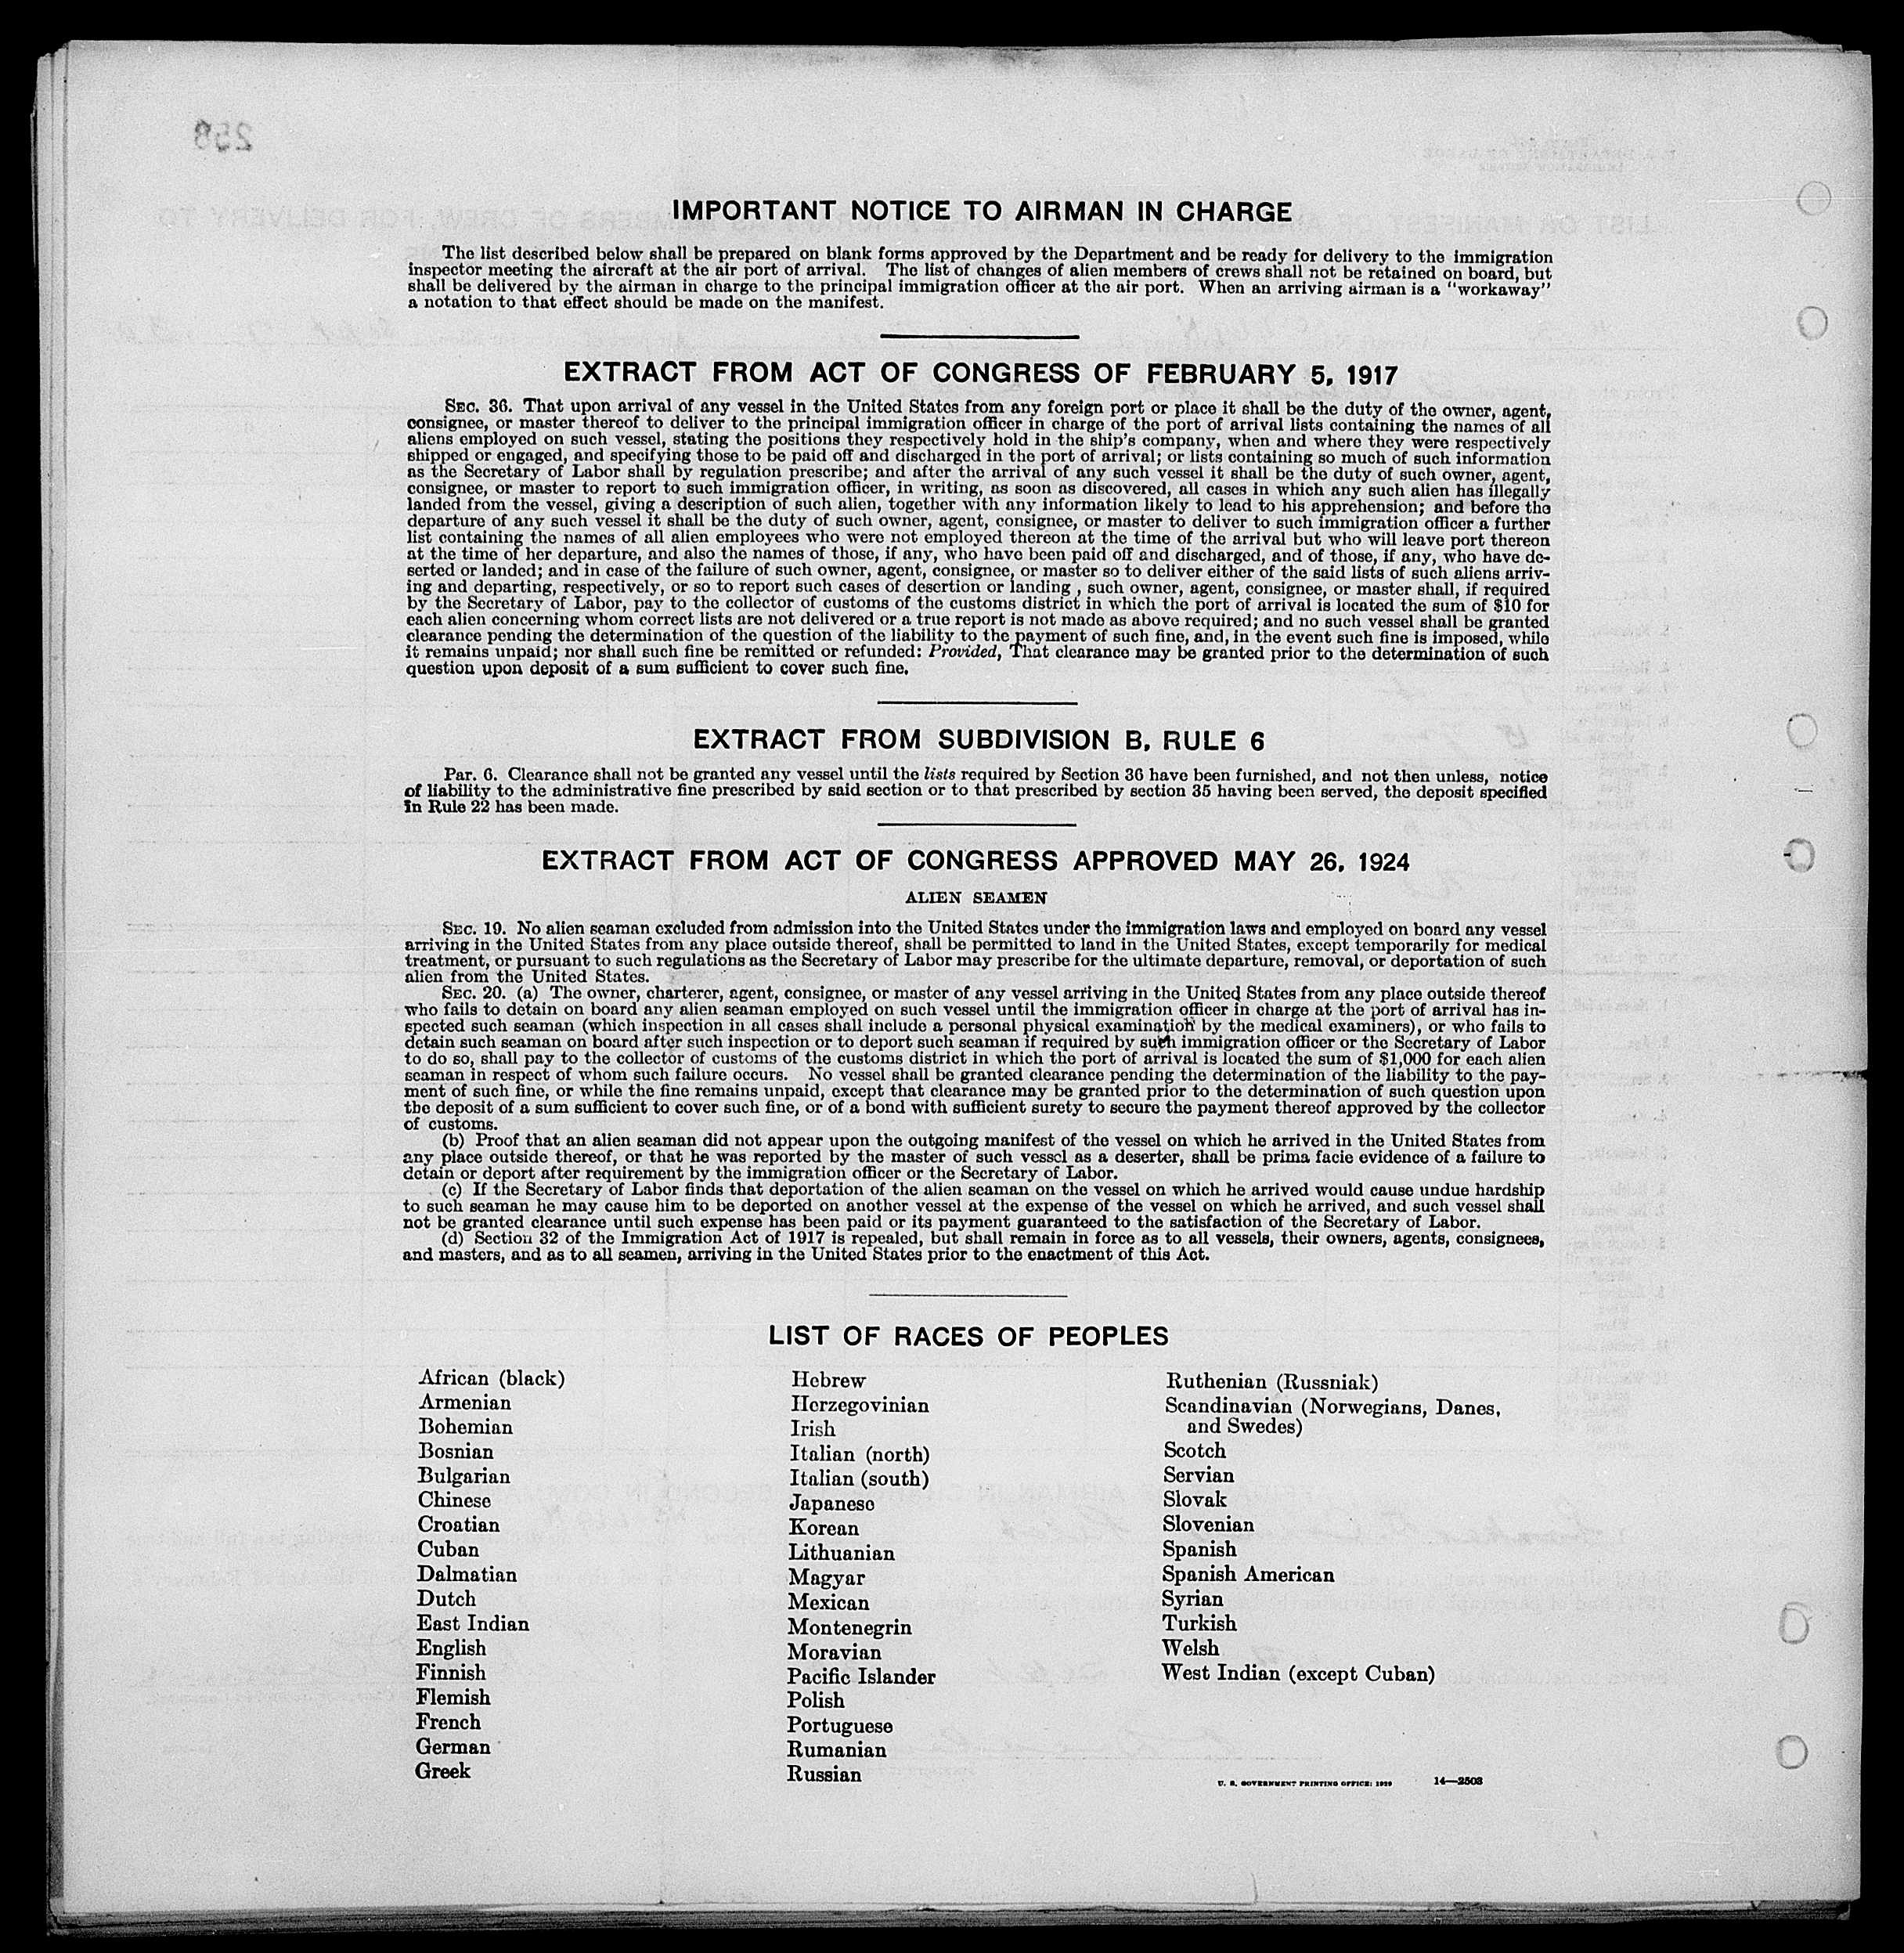 IMPORTANT NOTICE TO AIRMAN IN CHARGE
The list described below shall be prepared on blank forms approved by the Department and be ready for delivery to the immigration
inspector meeting the aircraft at the air port of arrival. The list of changes of alien members of crews shall not be retained on board, but
shall be delivered by the airman in charge to the principal immigration officer at the air port. When an arriving airman is a "workaway"
a notation to that effect should be made on the manifest.
EXTRACT FROM ACT OF CONGRESS OF FEBRUARY 5, 1917
SEC. 36. That upon arrival of any vessel in the United States from any foreign port or place it shall be the duty of the owner, agent,
consignee, or master thereof to deliver to the principal immigration officer in charge of the port of arrival lists containing the names of all
aliens employed on such vessel, stating the positions they respectively hold in the ship's company, when and where they were respectively
shipped or engaged, and specifying those to be paid off and discharged in the port of arrival; or lists containing so much of such information
as the Secretary of Labor shall by regulation prescribe; and after the arrival of any such vessel it shall be the duty of such owner, agent,
consignee, or master to report to such immigration officer, in writing, as soon as discovered, all cases in which any such alien has illegally
landed from the vessel, giving a description of such alien, together with any information likely to lead to his apprehension; and before the
departure of any such vessel it shall be the duty of such owner, agent, consignee, or master to deliver to such immigration officer a further
list containing the names of all alien employees who were not employed thereon at the time of the arrival but who will leave port thereon
at the time of her departure, and also the names of those, if any, who have been paid off and discharged, and of those, if any, who have de-
serted or landed; and in case of the failure of such owner, agent, consignee, or master so to deliver either of the said lists of such aliens arriv-
ing and departing, respectively, or so to report such cases of desertion or landing , such owner, agent, consignee, or master shall, if required
by the Secretary of Labor, pay to the collector of customs of the customs district in which the port of arrival is located the sum of $10 for
each alien concerning whom correct lists are not delivered or a true report is not made as above required; and no such vessel shall be granted
clearance pending the determination of the question of the liability to the payment of such fine, and, in the event such fine is imposed, while
it remains unpaid; nor shall such fine be remitted or refunded: Provided, That clearance may be granted prior to the determination of such
question upon deposit of a sum sufficient to cover such fine.
EXTRACT FROM SUBDIVISION B, RULE 6
Par. 6. Clearance shall not be granted any vessel until the lists required by Section 36 have been furnished, and not then unless, notice
of liability to the administrative fine prescribed by said section or to that prescribed by section 35 having been served, the deposit specified
in Rule 22 has been made.
EXTRACT FROM ACT OF CONGRESS APPROVED MAY 26, 1924
ALIEN SEAMEN
SEC. 19. No alien seaman excluded from admission into the United States under the immigration laws and employed on board any vessel
arriving in the United States from any place outside thereof, shall be permitted to land in the United States, except temporarily for medical
treatment, or pursuant to such regulations as the Secretary of Labor may prescribe for the ultimate departure, removal, or deportation of such
alien from the United States.
SEC. 20. (a) The owner, charterer, agent, consignee, or master of any vessel arriving in the United States from any place outside thereof
who fails to detain on board any alien seaman employed on such vessel until the immigration officer in charge at the port of arrival has in-
spected such seaman (which inspection in all cases shall include a personal physical examination by the medical examiners), or who fails to
detain such seaman on board after such inspection or to deport such seaman if required by such immigration officer or the Secretary of Labor
to do so, shall pay to the collector of customs of the customs district in which the port of arrival is located the sum of $1,000 for each alien
seaman in respect of whom such failure occurs. No vessel shall be granted clearance pending the determination of the liability to the pay-
ment of such fine, or while the fine remains unpaid, except that clearance may be granted prior to the determination of such question upon
the deposit of a sum sufficient to cover such fine, or of a bond with sufficient surety to secure the payment thereof approved by the collector
of customs.
(b) Proof that an alien seaman did not appear upon the outgoing manifest of the vessel on which he arrived in the United States from
any place outside thereof, or that he was reported by the master of such vessel as a deserter, shall be prima facie evidence of a failure to
detain or deport after requirement by the immigration officer or the Secretary of Labor.
(c) If the Secretary of Labor finds that deportation of the alien seaman on the vessel on which he arrived would cause undue hardship
to such seaman he may cause him to be deported on another vessel at the expense of the vessel on which he arrived, and such vessel shall
not be granted clearance until such expense has been paid or its payment guaranteed to the satisfaction of the Secretary of Labor.
(d) Section 32 of the Immigration Act of 1917 is repealed, but shall remain in force as to all vessels, their owners, agents, consignees,
and masters, and as to all seamen, arriving in the United States prior to the enactment of this Act.
LIST OF RACES OF PEOPLES
African (black)
Armenian
Bohemian
Bosnian
Bulgarian
Chinese
Croatian
Cuban
Dalmatian
Dutch
East Indian
English
Finnish
Flemish
French
German
Greek
Hebrew
Herzegovinian
Irish
Italian (north)
Italian (south)
Japanese
Korean
Lithuanian
Magyar
Mexican
Montenegrin
Moravian
Pacific Islander
Polish
Portuguese
Rumanian
Russian
Ruthenian (Russniak)
Scandinavian (Norwegians, Danes,
and Swedes)
Scotch
Servian
Slovak
Slovenian
Spanish
Spanish American
Syrian
Turkish
Welsh
West Indian (except Cuban)
U. S. GOVERNMENT PRINTING OFFICE: 1929 14—2503